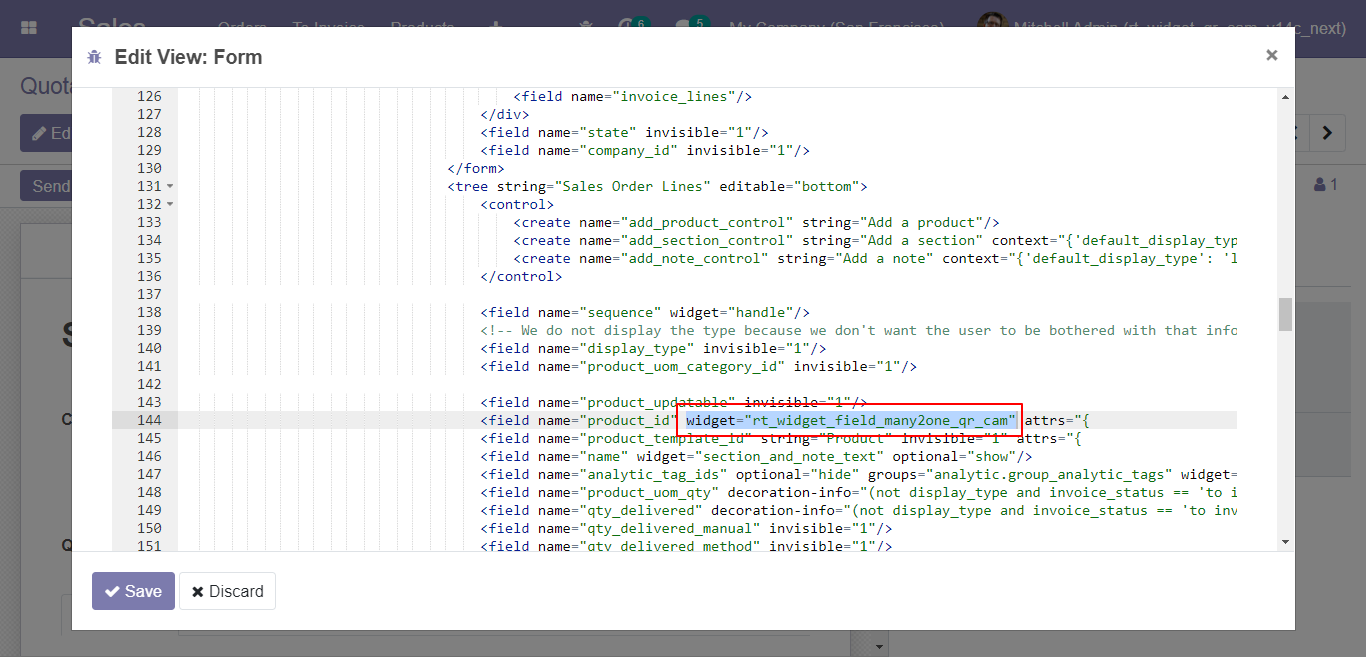 Sales Orders To Invoice Products 6 5 My Company (San Francisco) Mitchell Admin (rt_widget_qr_cam_v14c_next)
Edit View: Form ×
Quota
Ed
Send
1
126 <field name="invoice_lines"/>
127 </div>
128 <field name="state" invisible="1"/>
129 <field name="company_id" invisible="1"/>
130 </form>
131 <tree string="Sales Order Lines" editable="bottom">
132 <control>
133 <create name="add_product_control" string="Add a product"/>
134 <create name="add_section_control" string="Add a section" context="{'default_display_typ
135 <create name="add_note_control" string="Add a note" context="{'default_display_type': 'l
136 </control>
137
138 <field name="sequence" widget="handle"/>
139 <!-- We do not display the type because we don't want the user to be bothered with that info
140 <field name="display_type" invisible="1"/>
141 <field name="product_uom_category_id" invisible="1"/>
142
143 <field name="product_updatable" invisible="1"/>
144 <field name="product_id" widget="rt_widget_field_many2one_qr_cam" attrs="{
145 <field name="product_template_id" string="Product" invisible="1" attrs="{
146 <field name="name" widget="section_and_note_text" optional="show"/>
147 <field name="analytic_tag_ids" optional="hide" groups="analytic.group_analytic_tags" widget=
148 <field name="product_uom_qty" decoration-info="(not display_type and invoice_status == 'to i
149 <field name="qty_delivered" decoration-info="(not display_type and invoice_status == 'to inv
150 <field name="qty_delivered_manual" invisible="1"/>
151 <field name="qty_delivered_method" invisible="1"/>
Save Discard